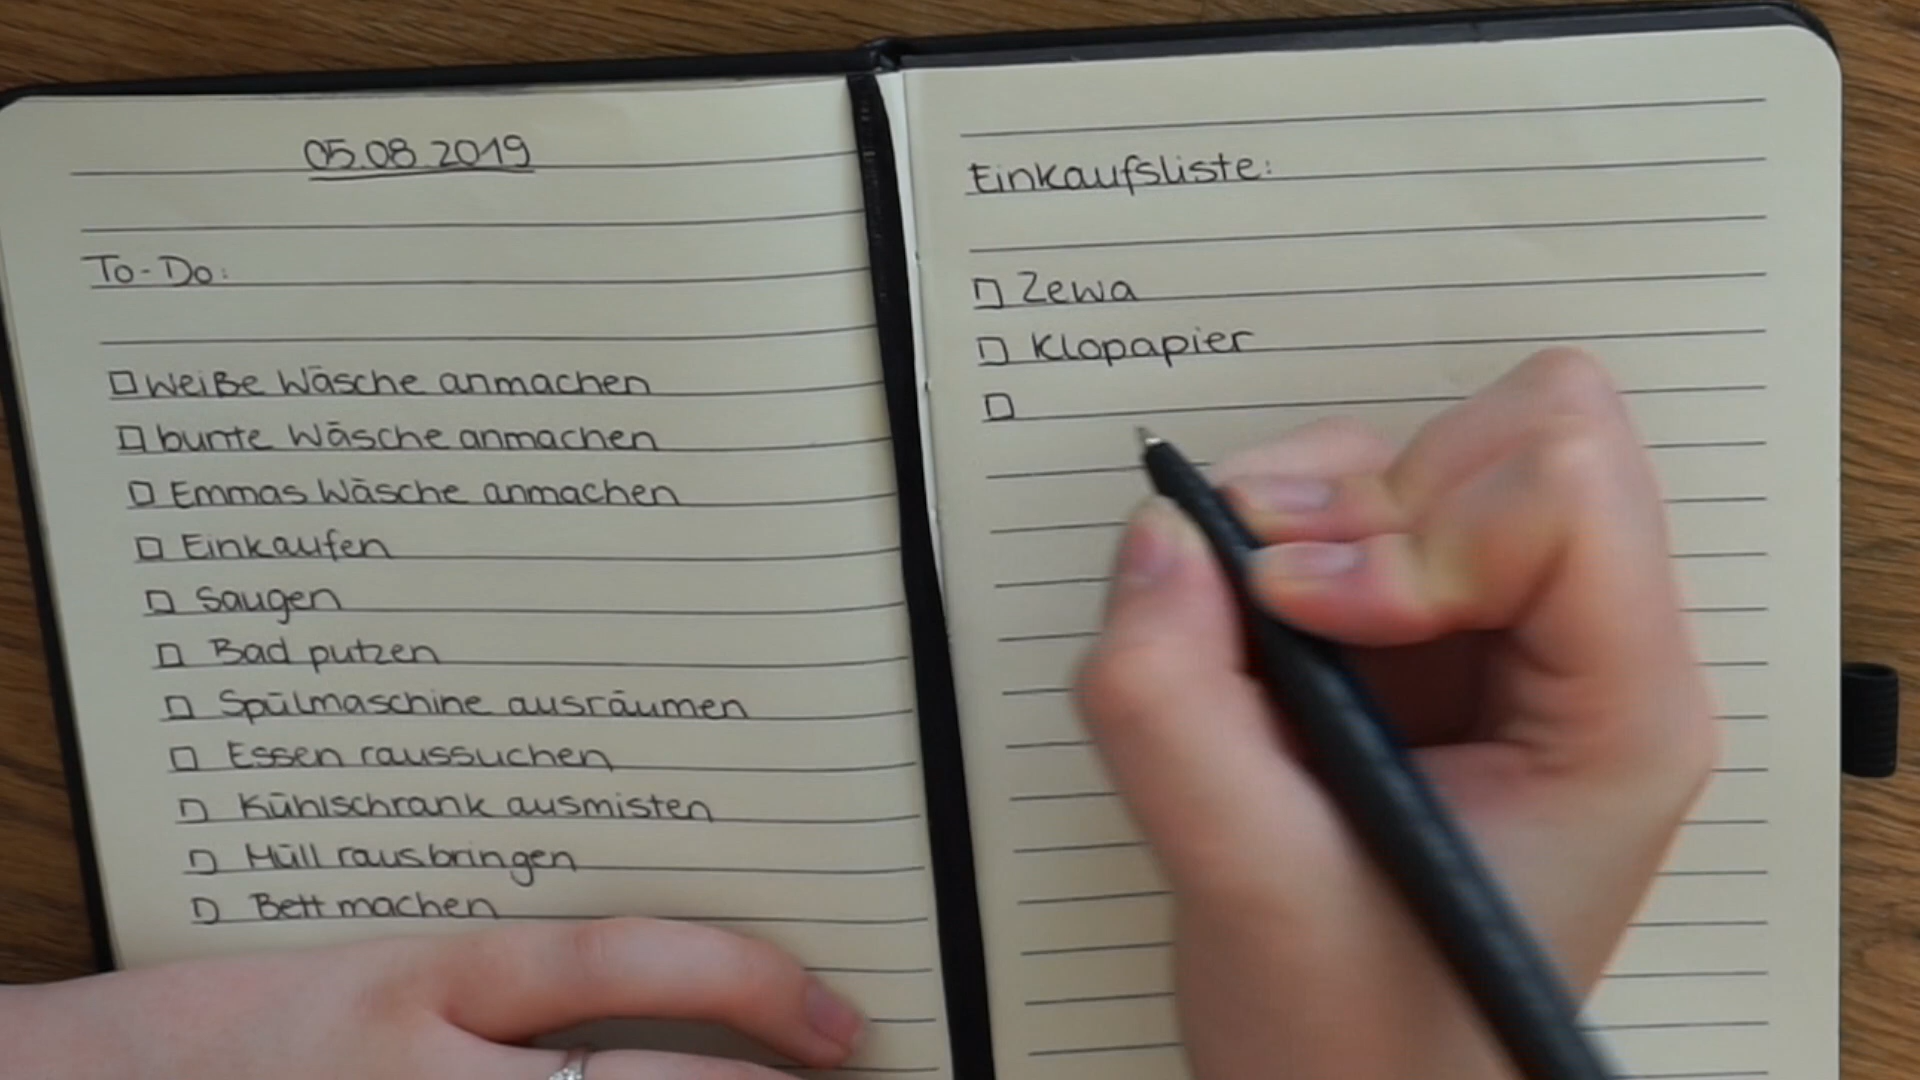 05.08.2019
To-Do:
Weiße Wäsche anmachen
bunte Wäsche anmachen
Emmas Wäsche anmachen
Einkaufen
Saugen
Bad putzen
Spülmaschine ausräumen
Essen raussuchen
Kühlschrank ausmisten
Müll rausbringen
Bett machen
Einkaufsliste:
Zewa
Klopapier